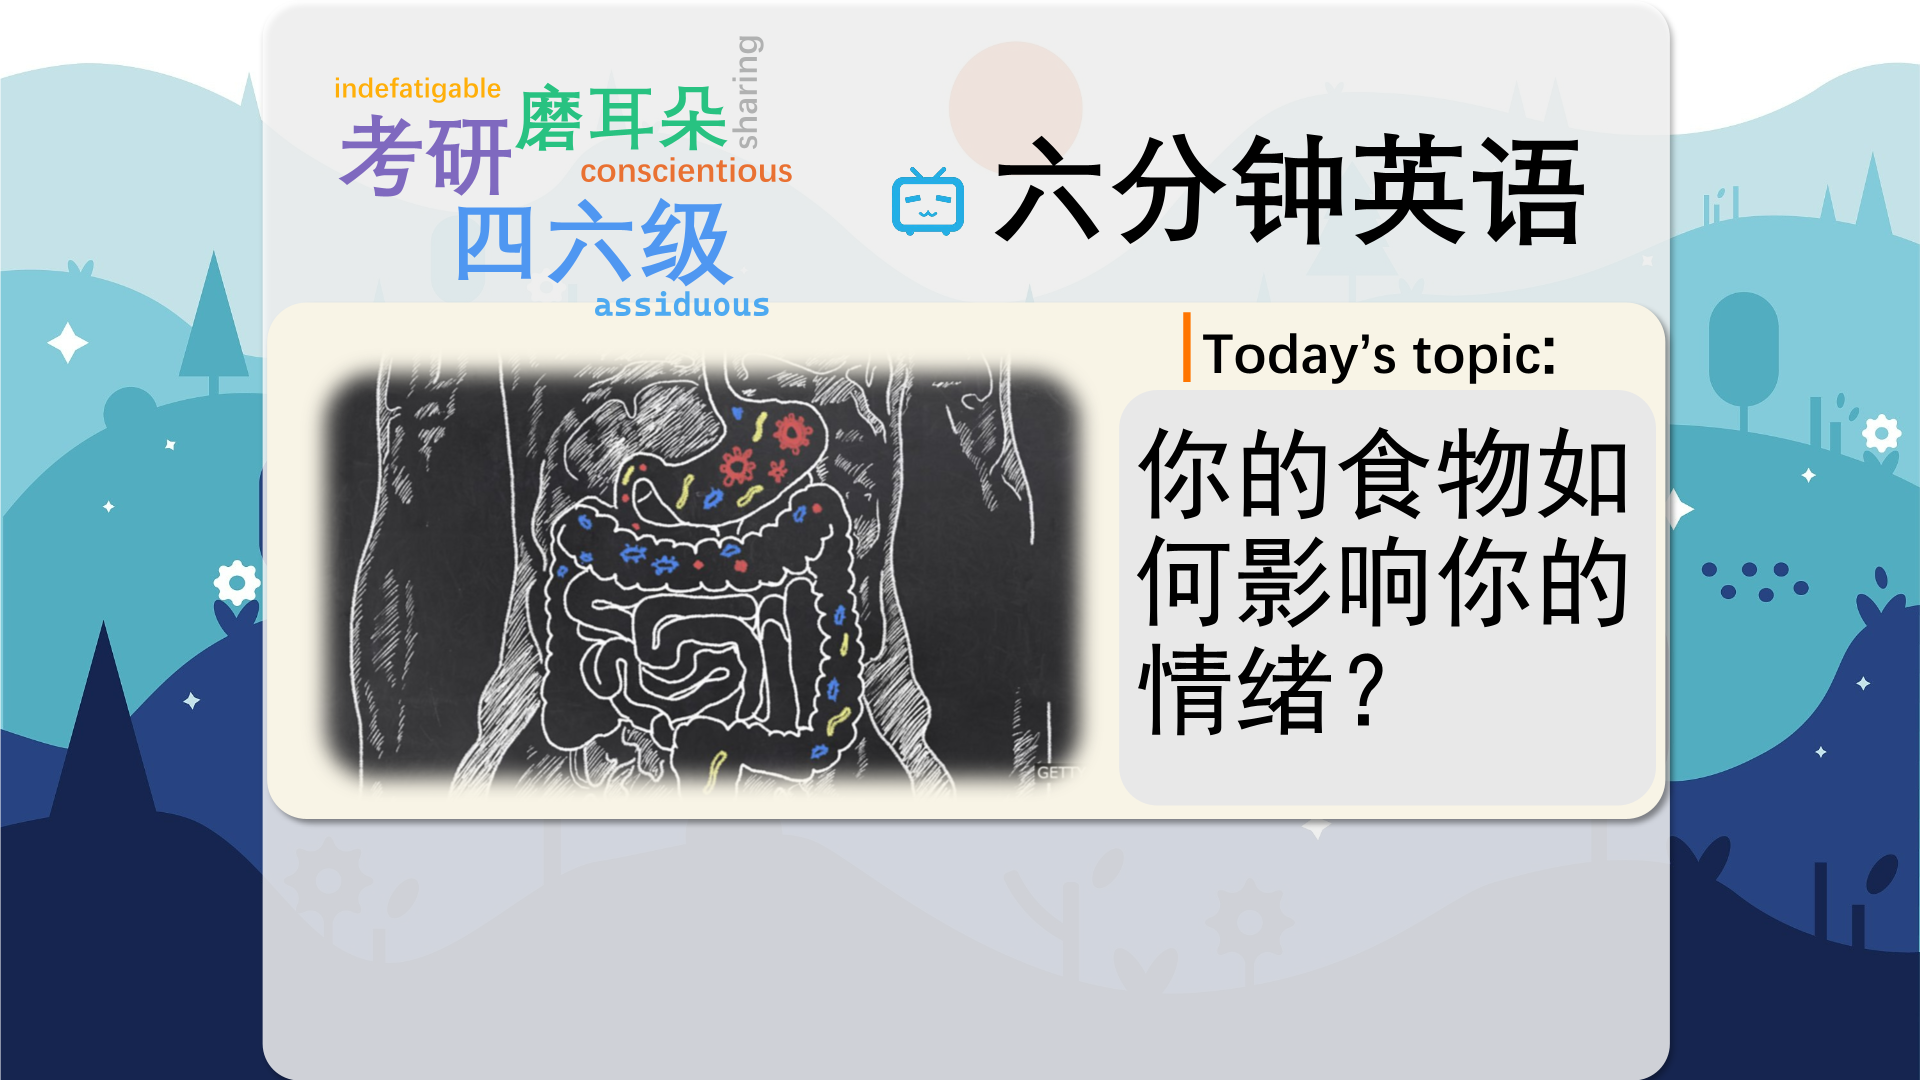 indefatigable
考研
磨耳朵
sharing
conscientious
四六级
assiduous
六分钟英语
Today’s topic:
你的食物如
何影响你的
情绪？
GETTY